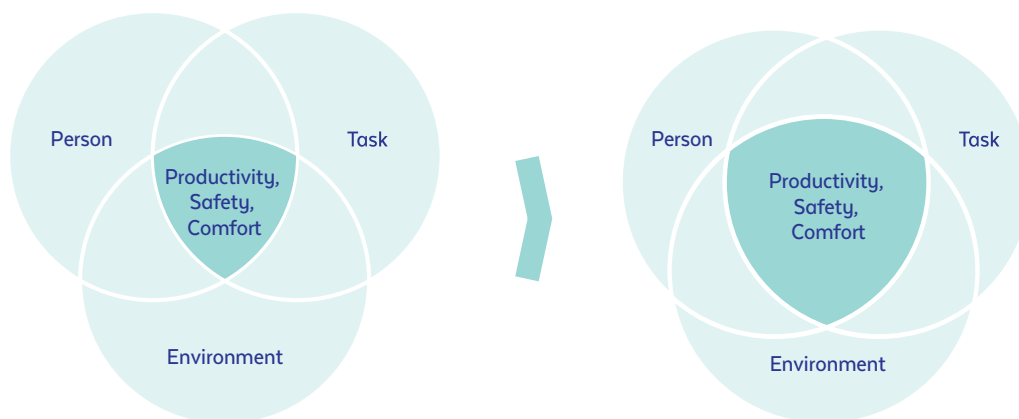 Person
Task
Productivity,
Safety,
Comfort
Environment
Person
Task
Productivity,
Safety,
Comfort
Environment